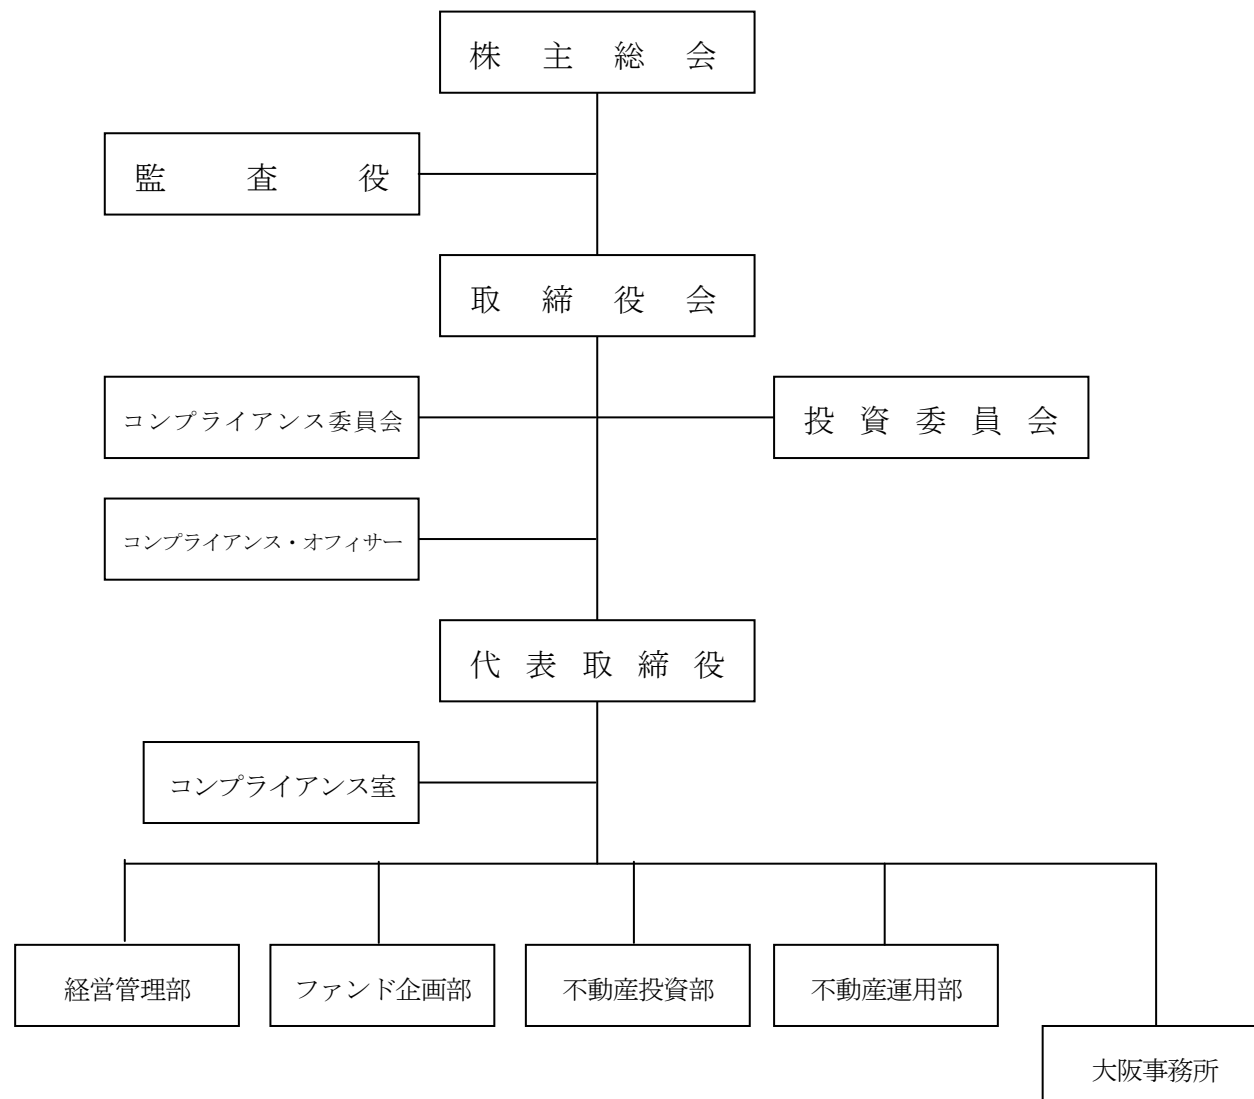 株主総会
監査役
取締役会
コンプライアンス委員会
投資委員会
コンプライアンス・オフィサー
代表取締役
コンプライアンス室
経営管理部
ファンド企画部
不動産投資部
不動産運用部
大阪事務所